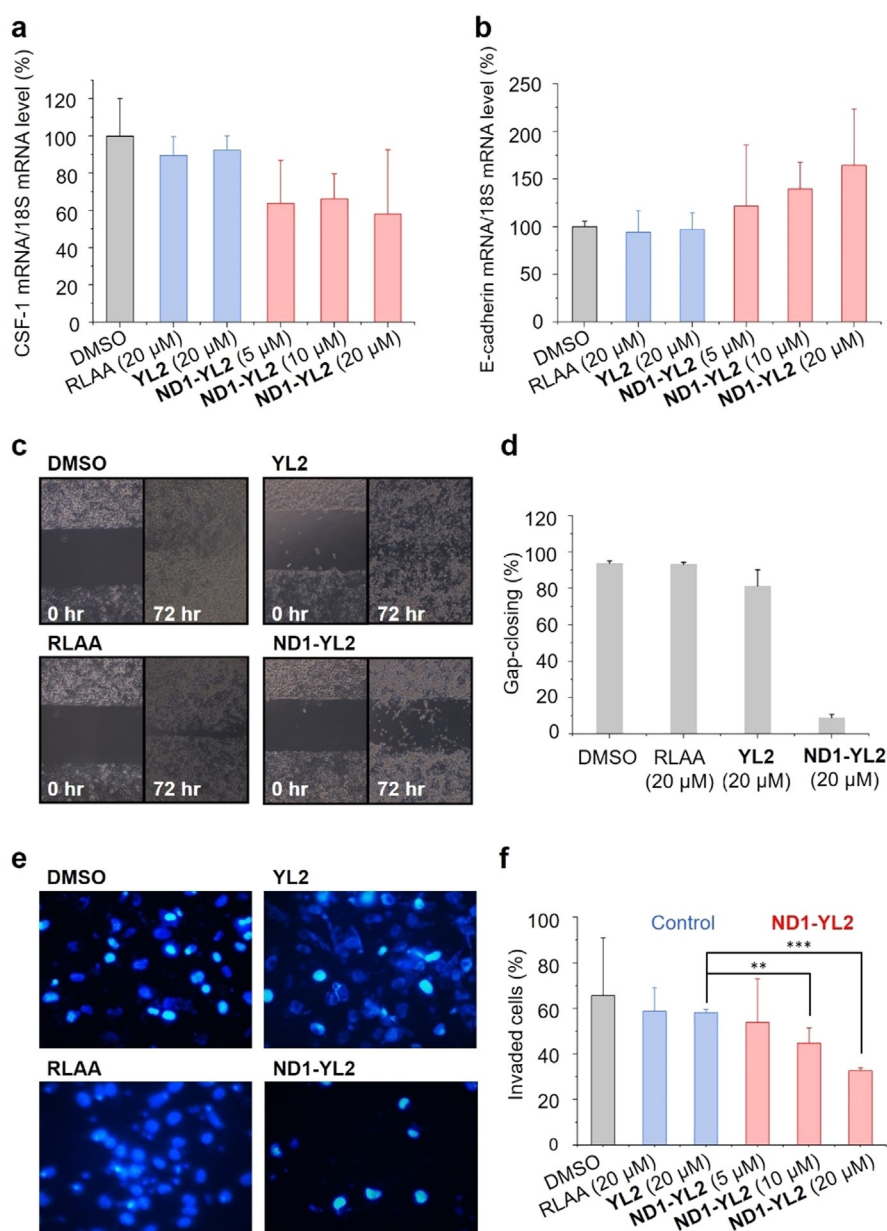 a
CSF-1 mRNA/18S mRNA level (%)
120
100
80
60
40
20
0
DMSO
RLAA (20 μM)
YL2 (20 μM)
ND1-YL2 (5 μM)
ND1-YL2 (10 μM)
ND1-YL2 (20 μM)
b
E-cadherin mRNA/18S mRNA level (%)
250
200
150
100
50
0
DMSO
RLAA (20 μM)
YL2 (20 μM)
ND1-YL2 (5 μM)
ND1-YL2 (10 μM)
ND1-YL2 (20 μM)
c
DMSO
0 hr
72 hr
YL2
0 hr
72 hr
RLAA
0 hr
72 hr
ND1-YL2
0 hr
72 hr
d
Gap-closing (%)
120
100
80
60
40
20
0
DMSO
RLAA
(20 μM)
YL2
(20 μM)
ND1-YL2
(20 μM)
e
DMSO
YL2
RLAA
ND1-YL2
f
Invaded cells (%)
100
80
60
40
20
0
Control
ND1-YL2
***
**
DMSO
RLAA (20 μM)
YL2 (20 μM)
ND1-YL2 (5 μM)
ND1-YL2 (10 μM)
ND1-YL2 (20 μM)